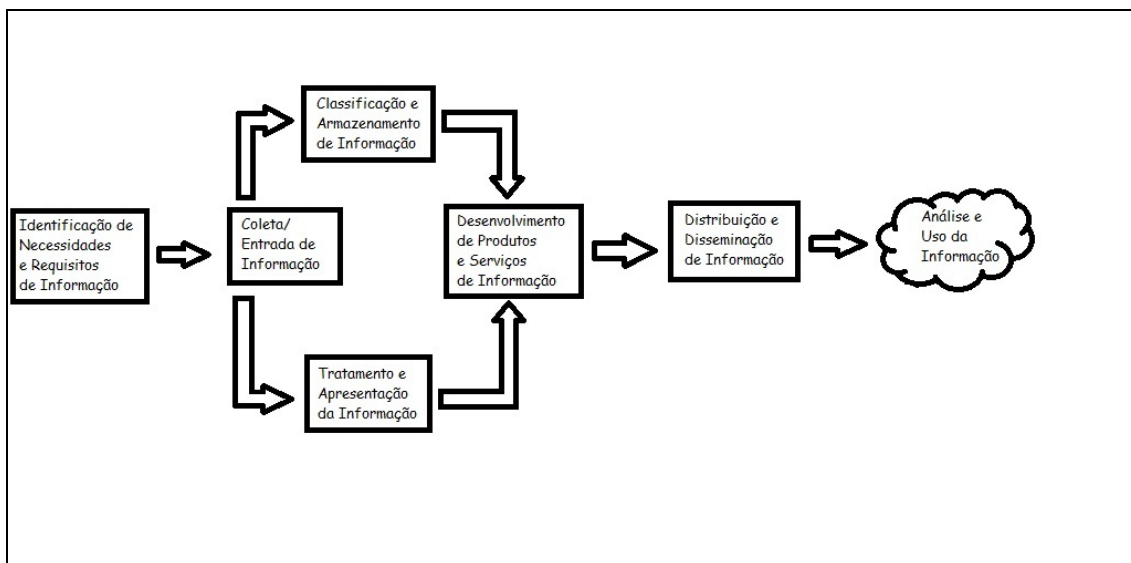 Identificação de
Necessidades
e Requisitos
de Informação
Coleta/
Entrada de
Informação
Classificação e
Armazenamento
de Informação
Tratamento e
Apresentação
da Informação
Desenvolvimento
de Produtos
e Serviços
de Informação
Distribuição e
Disseminação
de Informação
Análise e
Uso da
Informação